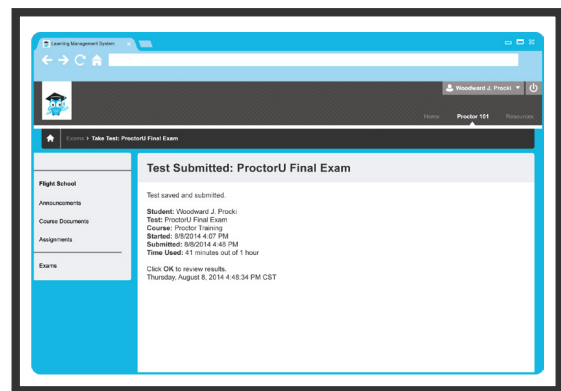 Learning Management System
Woodward J. Procki
Home Proctor 101 Resources
Exams > Take Test: ProctorU Final Exam
Test Submitted: ProctorU Final Exam
Flight School
Announcements
Course Documents
Assignments
Exams
Test saved and submitted.
Student: Woodward J. Procki
Test: ProctorU Final Exam
Course: Proctor Training
Started: 8/8/2014 4:07 PM
Submitted: 8/8/2014 4:48 PM
Time Used: 41 minutes out of 1 hour
Click OK to review results.
Thursday, August 8, 2014 4:48:34 PM CST